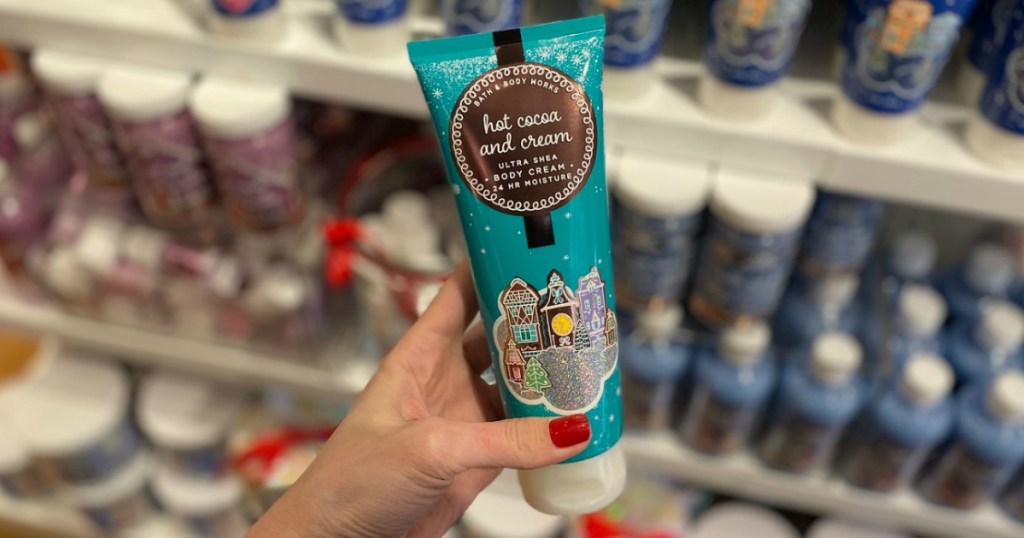 BATH & BODY WORKS
hot cocoa
and cream
ULTRA SHEA
• BODY CREAM •
24 HR MOISTURE